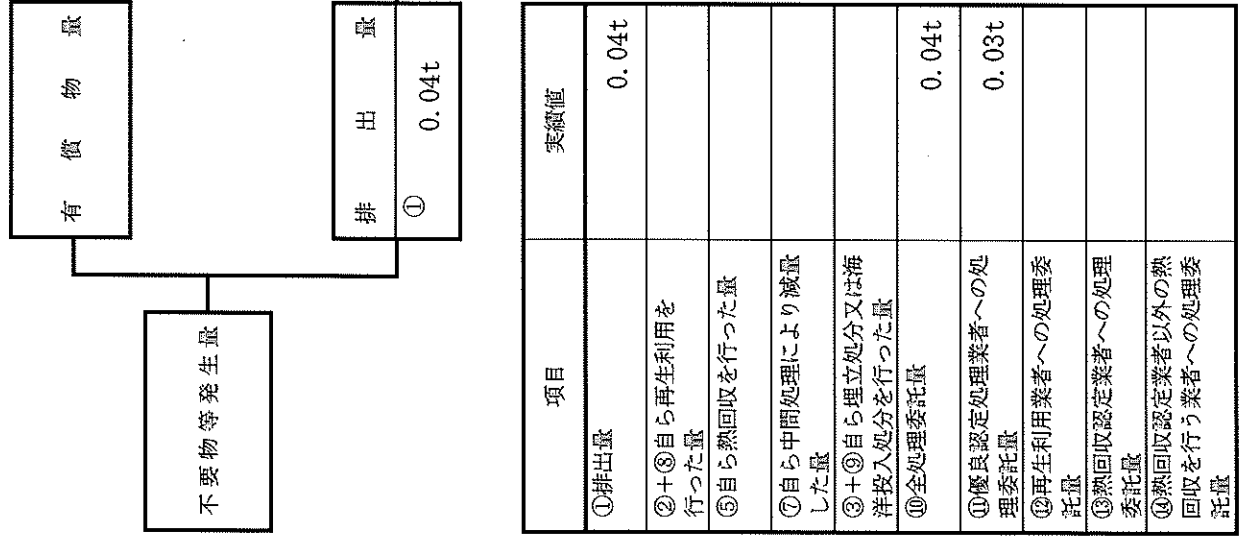 有償物量
不要物等発生量
排出量
①
0.04t
項目
実績値
①排出量
0.04t
②+⑧自ら再生利用を
行った量
⑤自ら熱回収を行った量
⑦自ら中間処理により減量
した量
③+⑨自ら埋立処分又は海
洋投入処分を行った量
⑩全処理委託量
0.04t
⑪優良認定処理業者への処
理委託量
0.03t
⑫再生利用業者への処理委
託量
⑬熱回収認定業者への処理
委託量
⑭熱回収認定業者以外の熱
回収を行う業者への処理委
託量